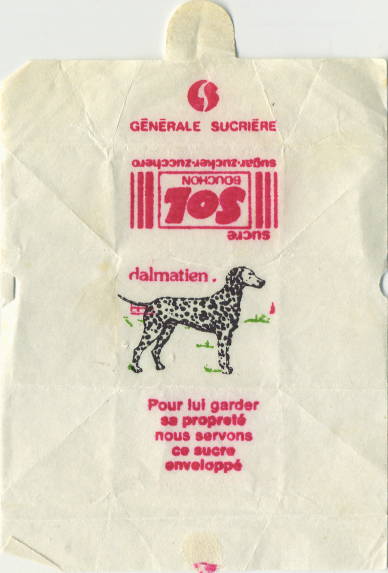 GÉNÉRALE SUCRIÈRE
sugar-zucker-zucchero
BOUCHON
SOL
sucre
dalmatien.
Pour lui garder
sa propreté
nous servons
ce sucre
enveloppé